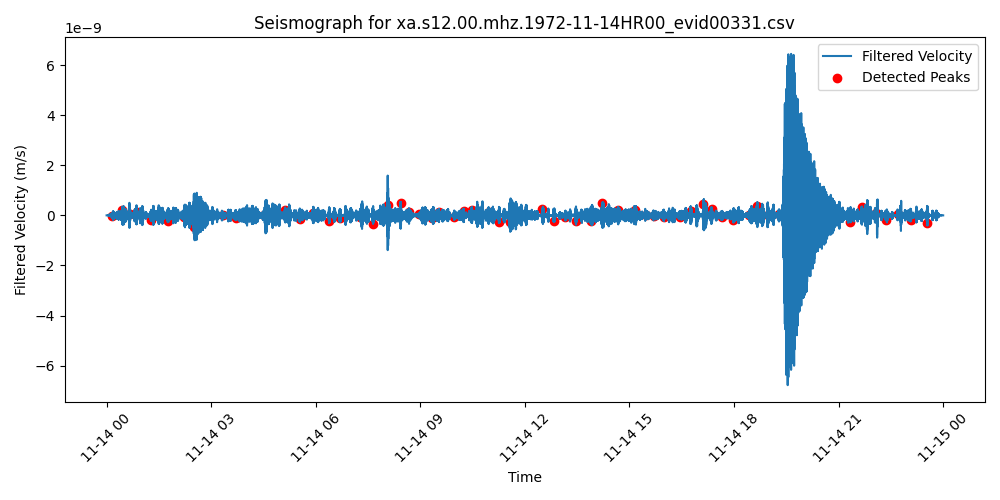 Seismograph for xa.s12.00.mhz.1972-11-14HR00_evid00331.csv
1e−9
Filtered Velocity
Detected Peaks
6
4
2
0
−2
−4
−6
Filtered Velocity (m/s)
11-14 00
11-14 03
11-14 06
11-14 09
11-14 12
11-14 15
11-14 18
11-14 21
11-15 00
Time